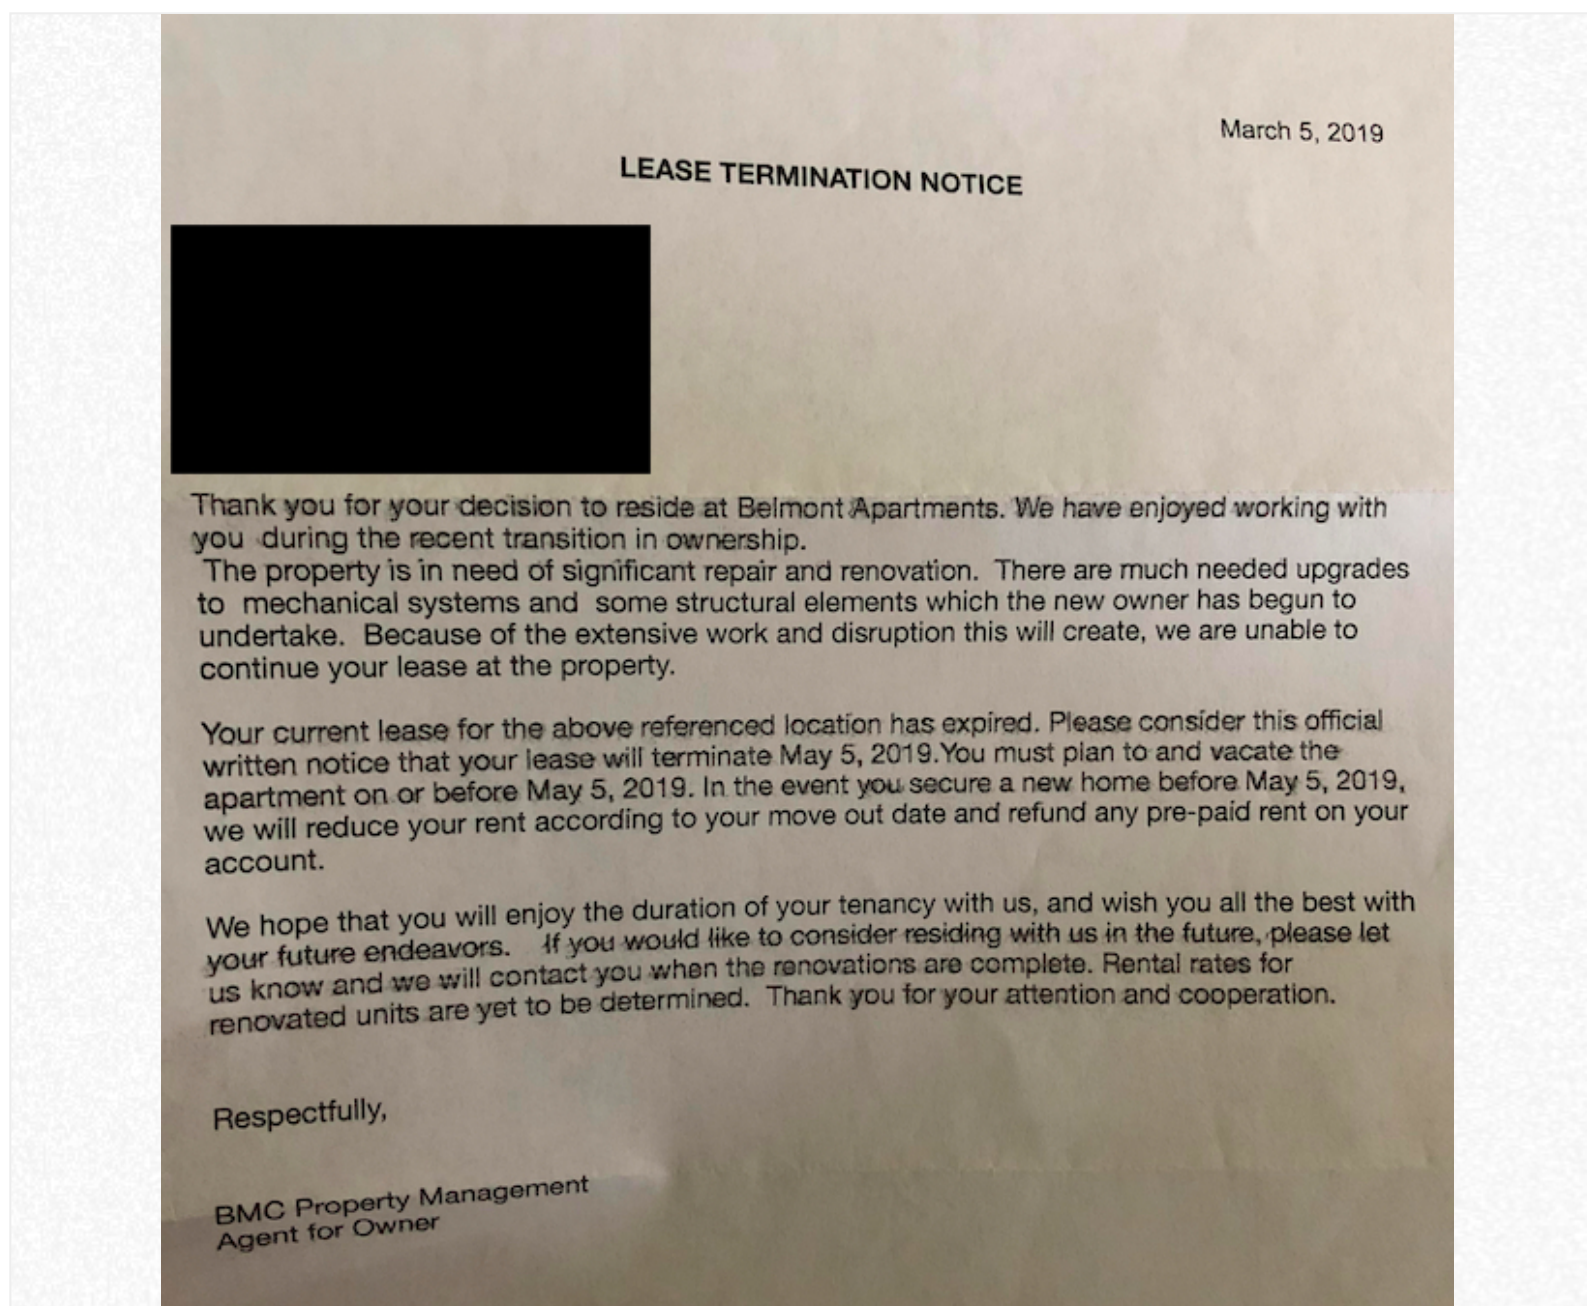 March 5, 2019
LEASE TERMINATION NOTICE
Thank you for your decision to reside at Belmont Apartments. We have enjoyed working with
you during the recent transition in ownership.
The property is in need of significant repair and renovation. There are much needed upgrades
to mechanical systems and some structural elements which the new owner has begun to
undertake. Because of the extensive work and disruption this will create, we are unable to
continue your lease at the property.
Your current lease for the above referenced location has expired. Please consider this official
written notice that your lease will terminate May 5, 2019.You must plan to and vacate the
apartment on or before May 5, 2019. In the event you secure a new home before May 5, 2019,
we will reduce your rent according to your move out date and refund any pre-paid rent on your
account.
We hope that you will enjoy the duration of your tenancy with us, and wish you all the best with
your future endeavors. If you would like to consider residing with us in the future, please let
us know and we will contact you when the renovations are complete. Rental rates for
renovated units are yet to be determined. Thank you for your attention and cooperation.
Respectfully,
BMC Property Management
Agent for Owner